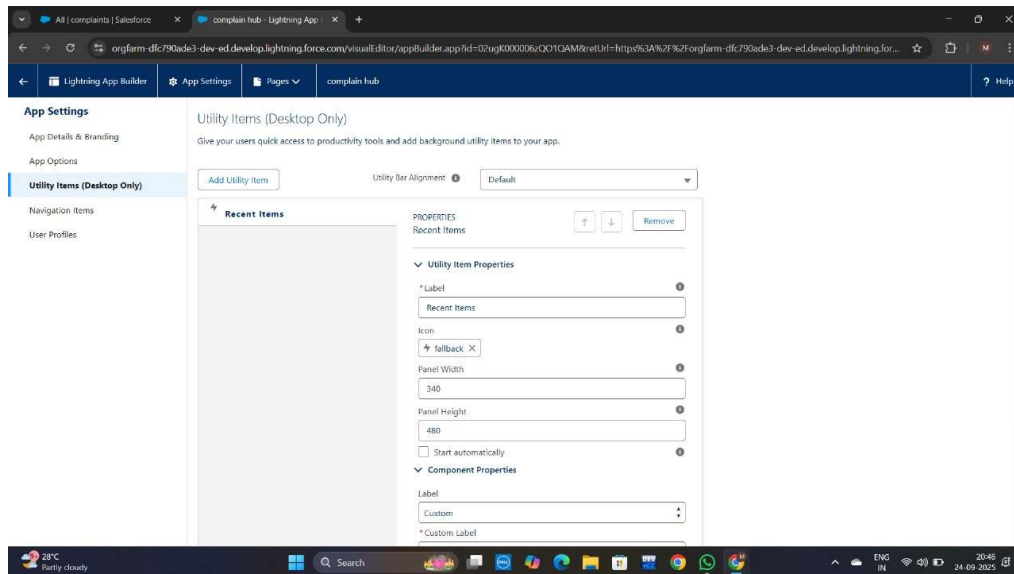 All | complaints | Salesforce
complain hub - Lightning App
orgfarm-dfc790ade3-dev-ed.develop.lightning.force.com/visualEditor/appBuilder.app?id=02ugK000006zQO1QAM&retUrl=https%3A%2F%2Forgfarm-dfc790ade3-dev-ed.develop.lightning.for...
M
Lightning App Builder
App Settings
Pages
complain hub
? Help
App Settings
App Details & Branding
App Options
Utility Items (Desktop Only)
Navigation Items
User Profiles
Utility Items (Desktop Only)
Give your users quick access to productivity tools and add background utility items to your app.
Add Utility Item
Utility Bar Alignment
Default
Recent Items
PROPERTIES
Recent Items
Remove
Utility Item Properties
*Label
Recent Items
Icon
fallback
Panel Width
340
Panel Height
480
Start automatically
Component Properties
Label
Custom
*Custom Label
28°C
Partly cloudy
Search
ENG
IN
20:46
24-09-2025